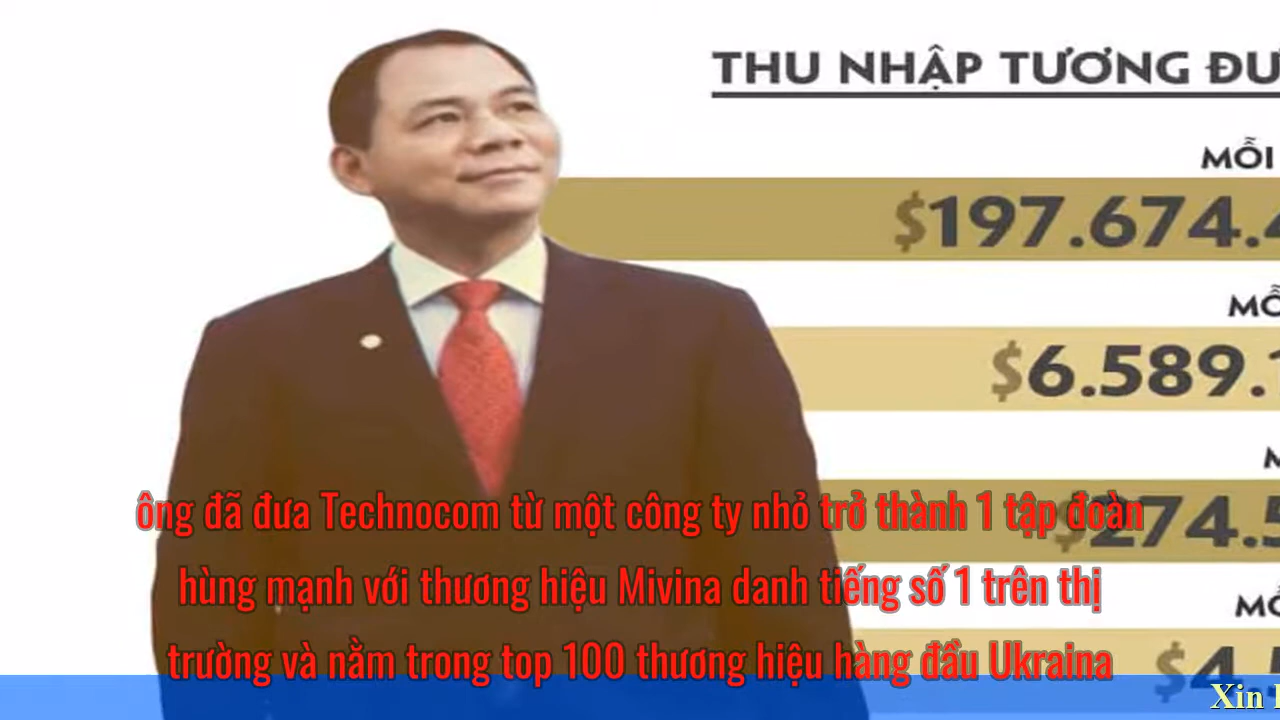 THU NHẬP TƯƠNG
MỖI
$197.674.
$6.589.
$274.5
$4.5
ông đã đưa Technocom từ một công ty nhỏ trở thành 1 tập đoàn
hùng mạnh với thương hiệu Mivina danh tiếng số 1 trên thị
trường và nằm trong top 100 thương hiệu hàng đầu Ukraina
Xin